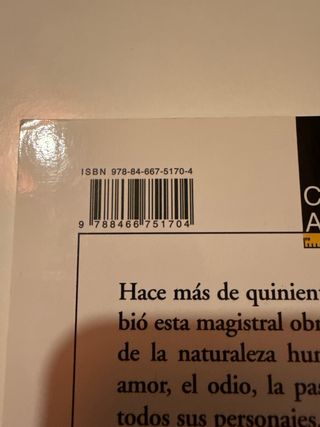 ISBN 978-84-667-5170-4
9 788466 751704
C
A
Hace más de quinient
bió esta magistral obr
de la naturaleza hum
amor, el odio, la pas
todos sus personajes.